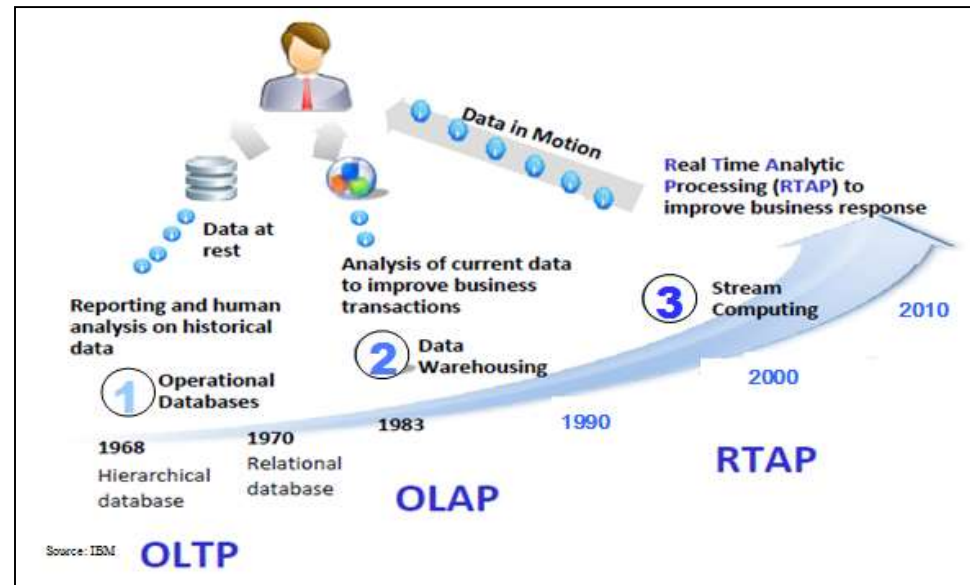 Data in Motion
Real Time Analytic
Processing (RTAP) to
improve business response
Data at
rest
Analysis of current data
to improve business
transactions
Reporting and human
analysis on historical
data
3
Stream
Computing
2010
2
Data
Warehousing
1
Operational
Databases
2000
1990
1983
1970
Relational
database
1968
Hierarchical
database
RTAP
OLAP
Source: IBM
OLTP